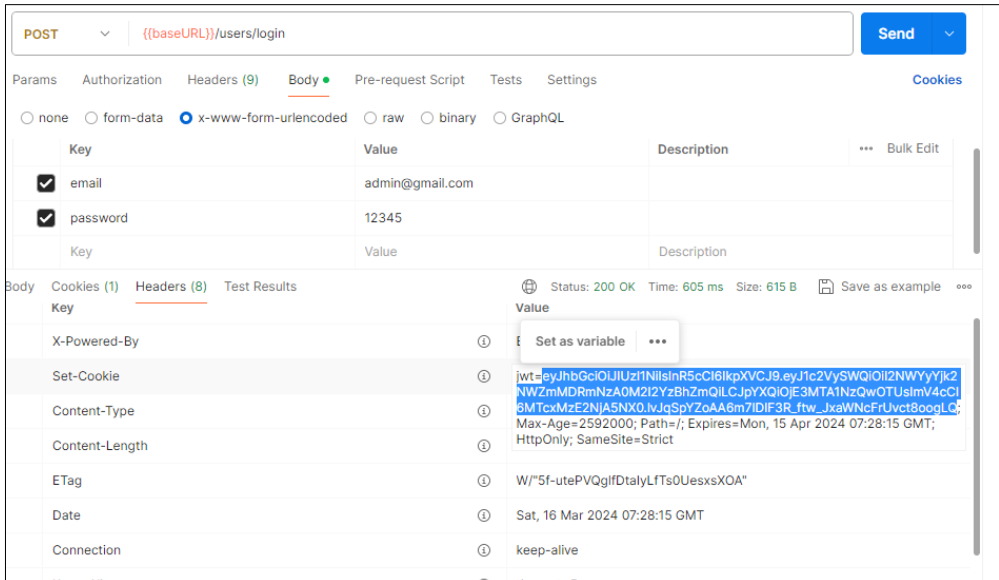 POST {{baseURL}}/users/login Send
Params Authorization Headers (9) Body Pre-request Script Tests Settings Cookies
none form-data x-www-form-urlencoded raw binary GraphQL
Key Value Description Bulk Edit
email admin@gmail.com
password 12345
Key Value Description
Body Cookies (1) Headers (8) Test Results Status: 200 OK Time: 605 ms Size: 615 B Save as example
Key Value
Set as variable
X-Powered-By
Set-Cookie jwt=
Max-Age=2592000; Path=/; Expires=Mon, 15 Apr 2024 07:28:15 GMT;
Content-Type
HttpOnly; SameSite=Strict
Content-Length
ETag W/"5f-utePVQglfDtalyLfTs0UesxsXOA"
Date Sat, 16 Mar 2024 07:28:15 GMT
Connection keep-alive